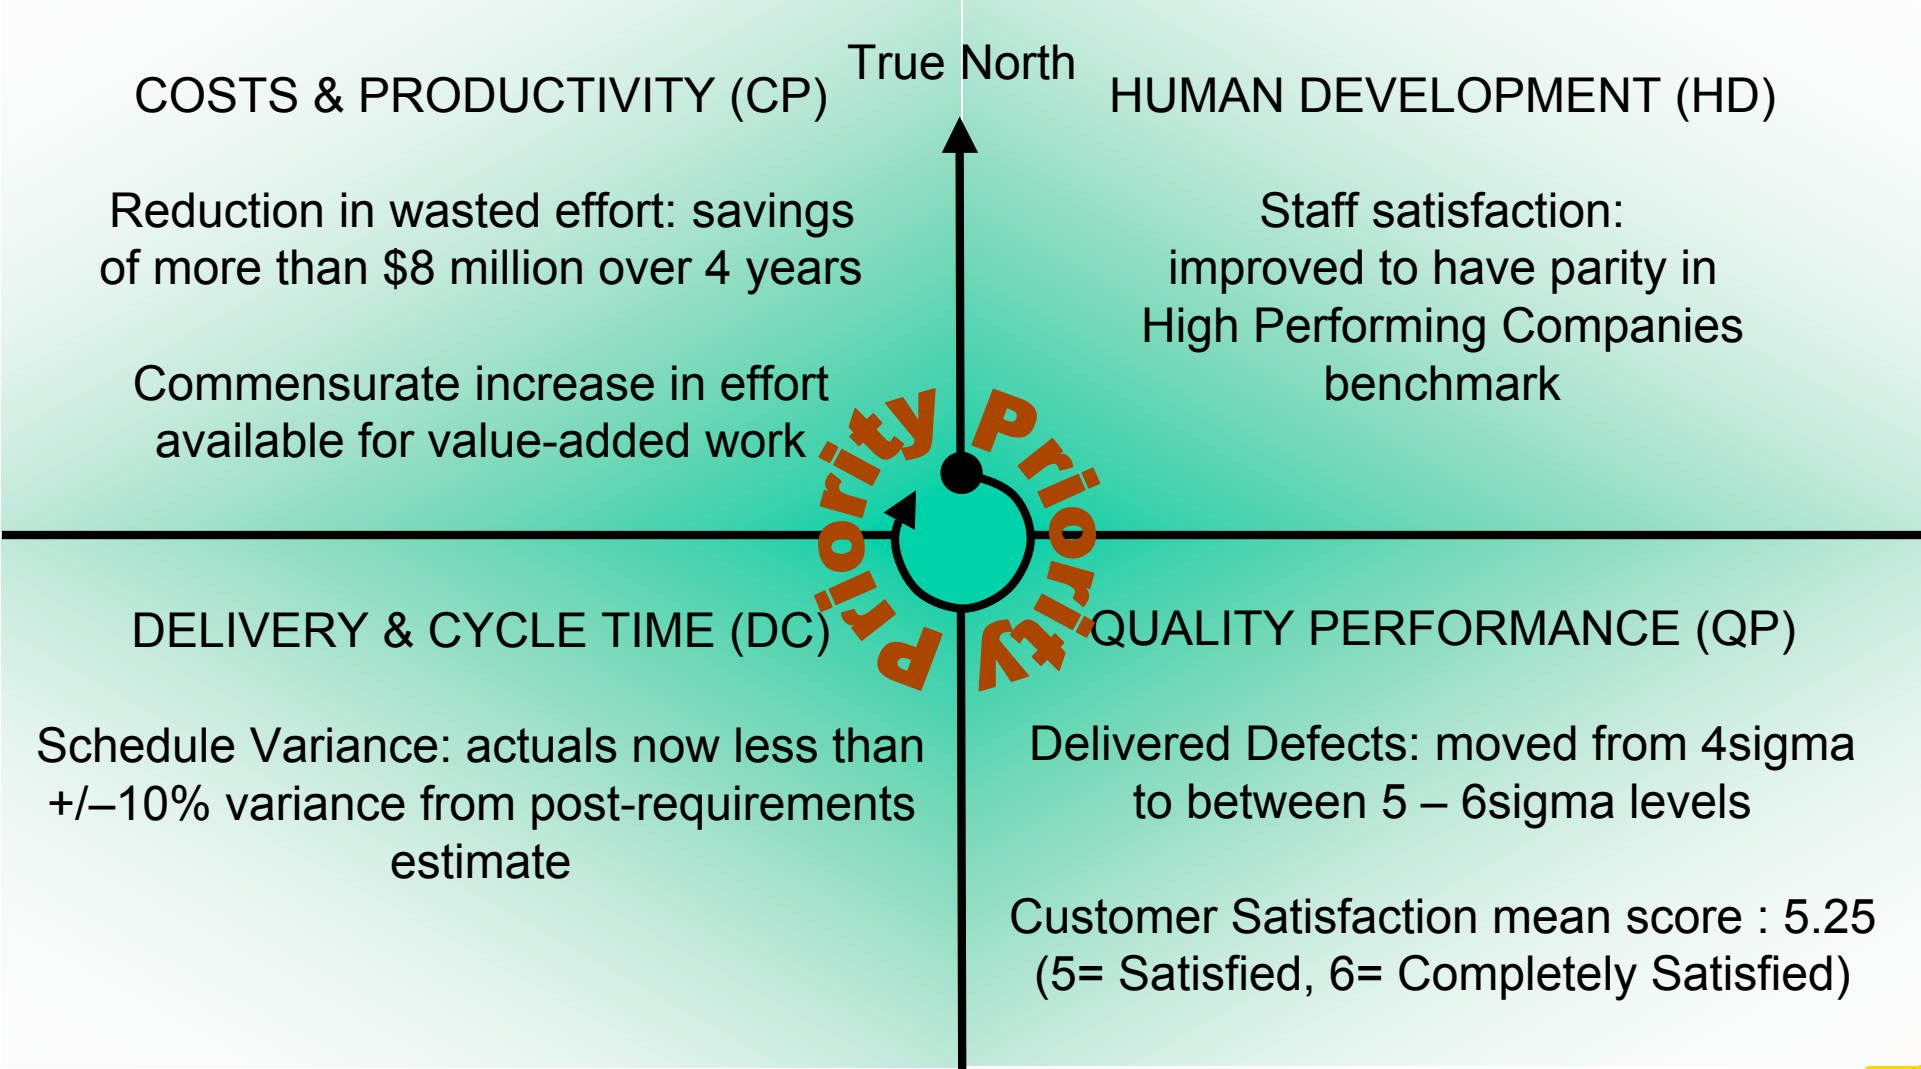 True North
COSTS & PRODUCTIVITY (CP)
Reduction in wasted effort: savings
of more than $8 million over 4 years
Commensurate increase in effort
available for value-added work
HUMAN DEVELOPMENT (HD)
Staff satisfaction:
improved to have parity in
High Performing Companies
benchmark
Priority
Priority
DELIVERY & CYCLE TIME (DC)
Schedule Variance: actuals now less than
+/–10% variance from post-requirements
estimate
QUALITY PERFORMANCE (QP)
Delivered Defects: moved from 4sigma
to between 5 – 6sigma levels
Customer Satisfaction mean score : 5.25
(5= Satisfied, 6= Completely Satisfied)